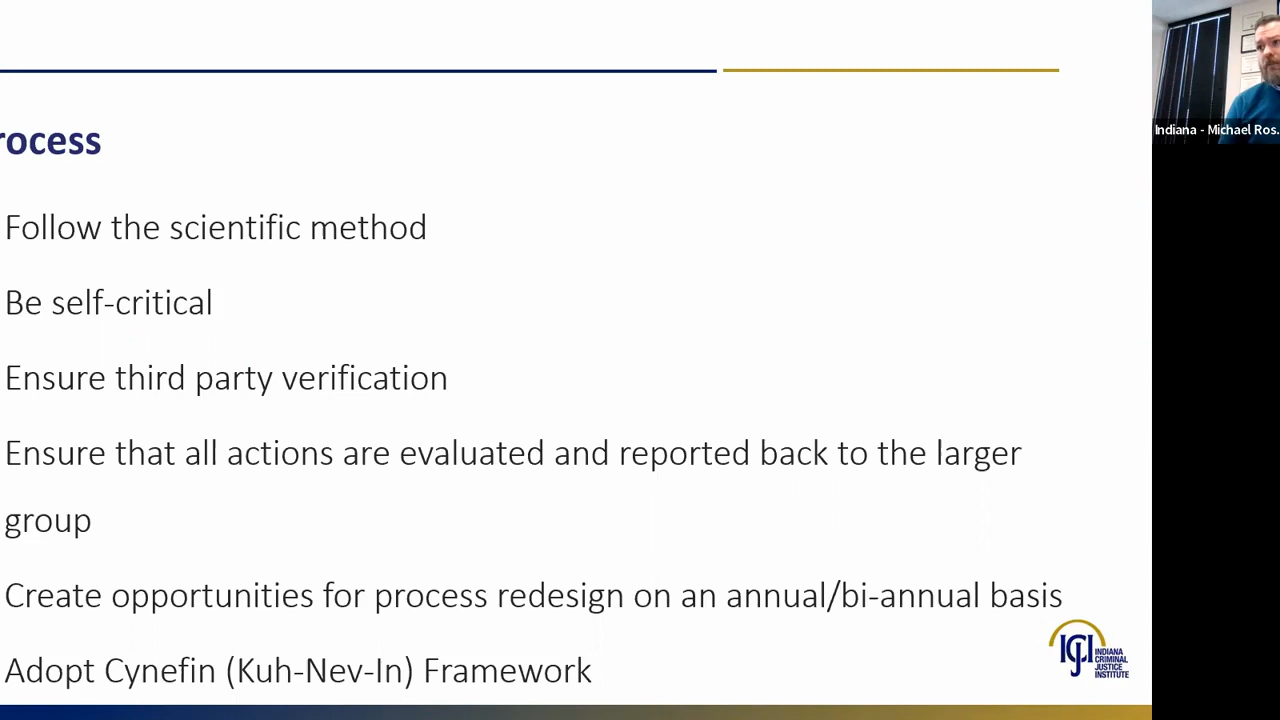 rocess
Follow the scientific method
Be self-critical
Ensure third party verification
Ensure that all actions are evaluated and reported back to the larger
group
Create opportunities for process redesign on an annual/bi-annual basis
Adopt Cynefin (Kuh-Nev-In) Framework
ICJI
INDIANA
CRIMINAL
JUSTICE
INSTITUTE
Indiana - Michael Ros.